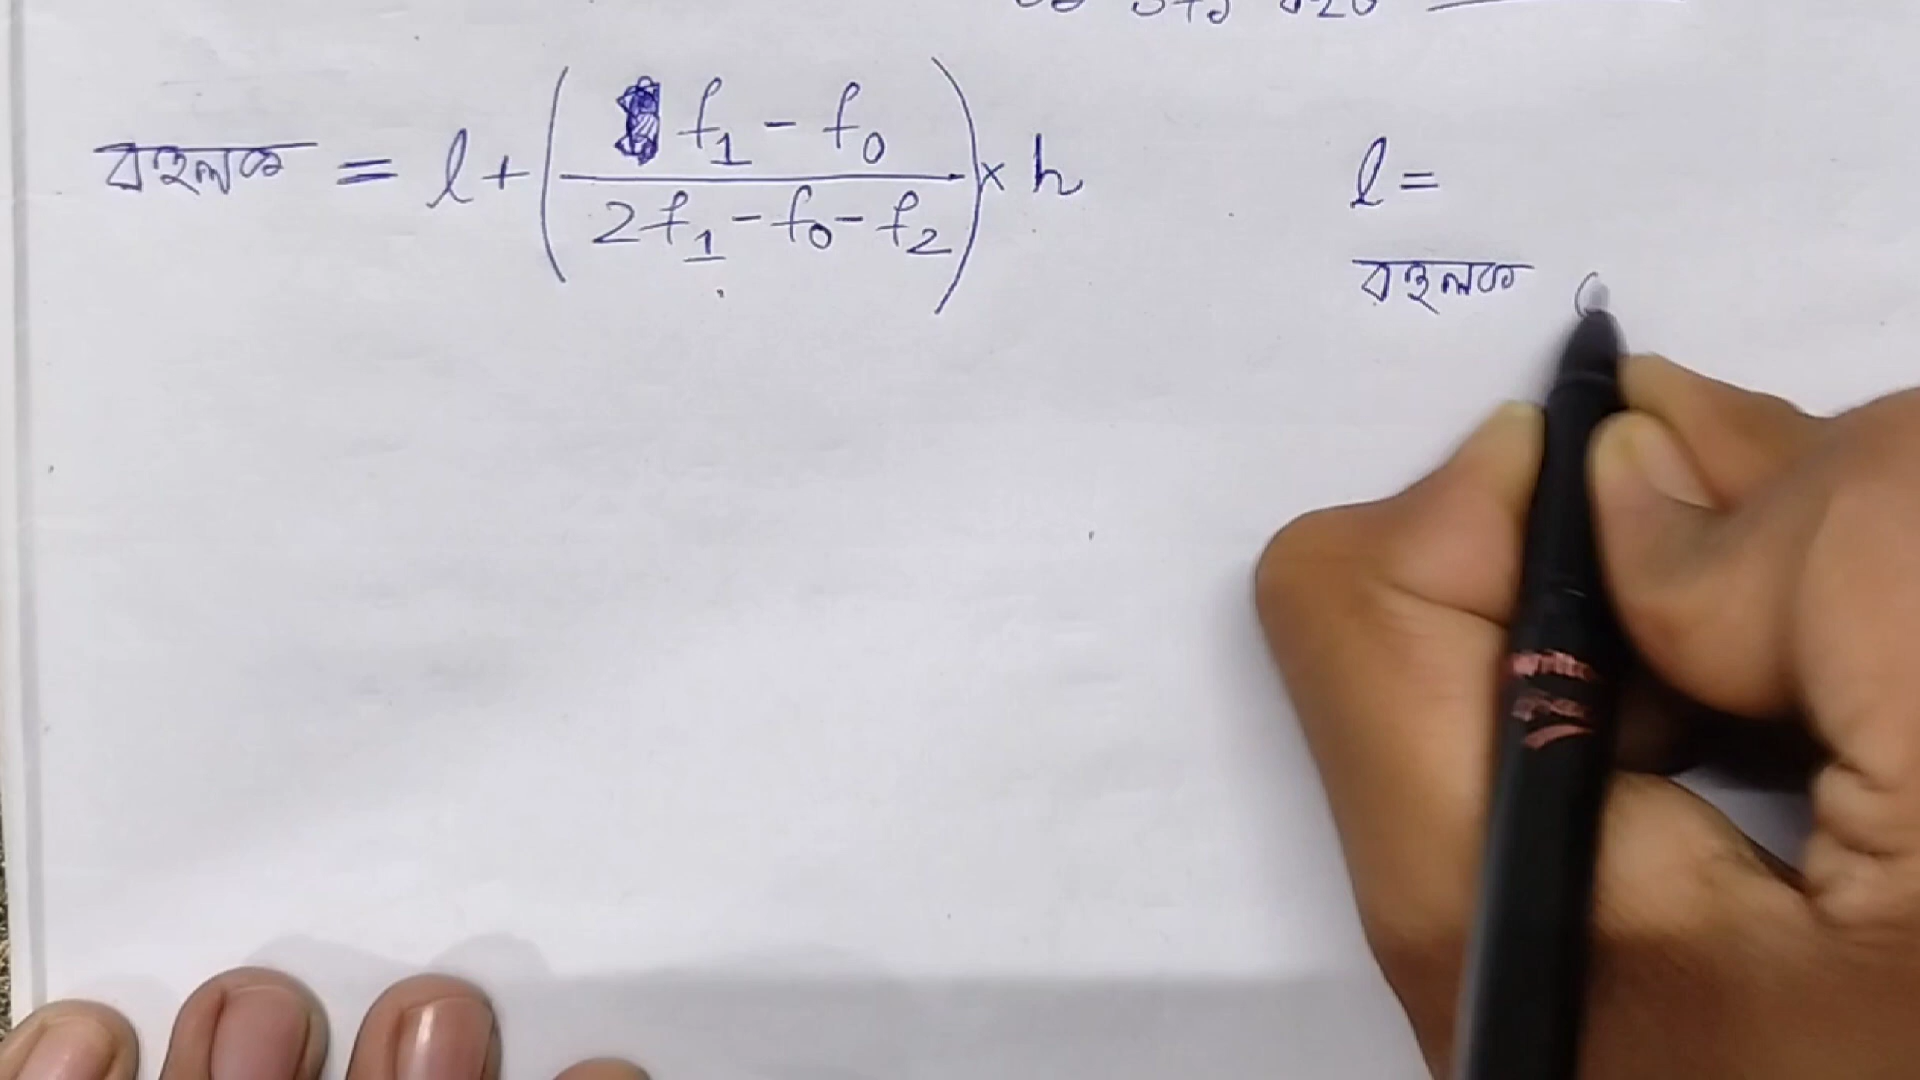 বহুলক = l + ( f₁ - f₀ / 2f₁ - f₀ - f₂ ) × h
l =
বহুলক